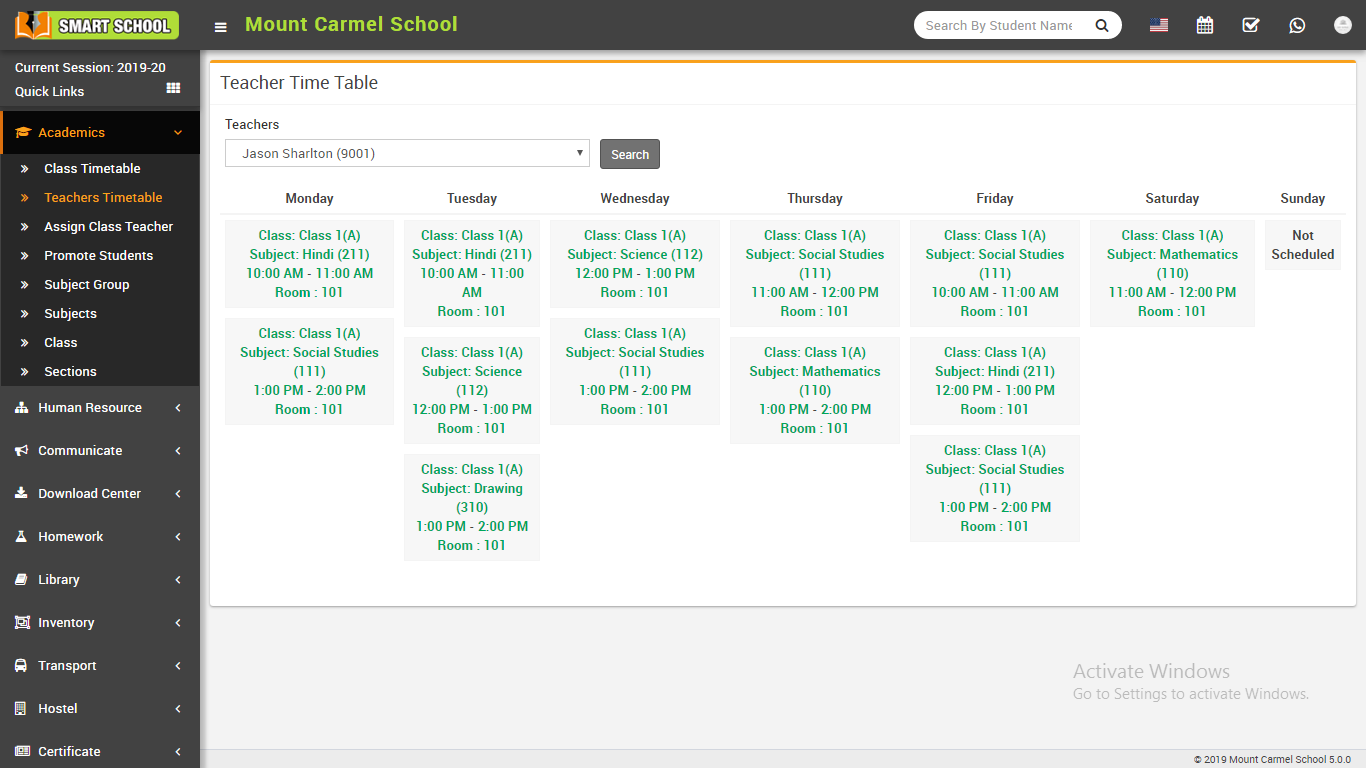 SMART SCHOOL
Mount Carmel School
Search By Student Name
Current Session: 2019-20
Quick Links
Academics
Class Timetable
Teachers Timetable
Assign Class Teacher
Promote Students
Subject Group
Subjects
Class
Sections
Human Resource
Communicate
Download Center
Homework
Library
Inventory
Transport
Hostel
Certificate
Teacher Time Table
Teachers
Jason Sharlton (9001)
Search
Monday
Class: Class 1(A)
Subject: Hindi (211)
10:00 AM - 11:00 AM
Room : 101
Class: Class 1(A)
Subject: Social Studies
(111)
1:00 PM - 2:00 PM
Room : 101
Tuesday
Class: Class 1(A)
Subject: Hindi (211)
10:00 AM - 11:00
AM
Room : 101
Class: Class 1(A)
Subject: Science
(112)
12:00 PM - 1:00 PM
Room : 101
Class: Class 1(A)
Subject: Drawing
(310)
1:00 PM - 2:00 PM
Room : 101
Wednesday
Class: Class 1(A)
Subject: Science (112)
12:00 PM - 1:00 PM
Room : 101
Class: Class 1(A)
Subject: Social Studies
(111)
1:00 PM - 2:00 PM
Room : 101
Thursday
Class: Class 1(A)
Subject: Social Studies
(111)
11:00 AM - 12:00 PM
Room : 101
Class: Class 1(A)
Subject: Mathematics
(110)
1:00 PM - 2:00 PM
Room : 101
Friday
Class: Class 1(A)
Subject: Social Studies
(111)
10:00 AM - 11:00 AM
Room : 101
Class: Class 1(A)
Subject: Hindi (211)
12:00 PM - 1:00 PM
Room : 101
Class: Class 1(A)
Subject: Social Studies
(111)
1:00 PM - 2:00 PM
Room : 101
Saturday
Class: Class 1(A)
Subject: Mathematics
(110)
11:00 AM - 12:00 PM
Room : 101
Sunday
Not
Scheduled
Activate Windows
Go to Settings to activate Windows.
© 2019 Mount Carmel School 5.0.0